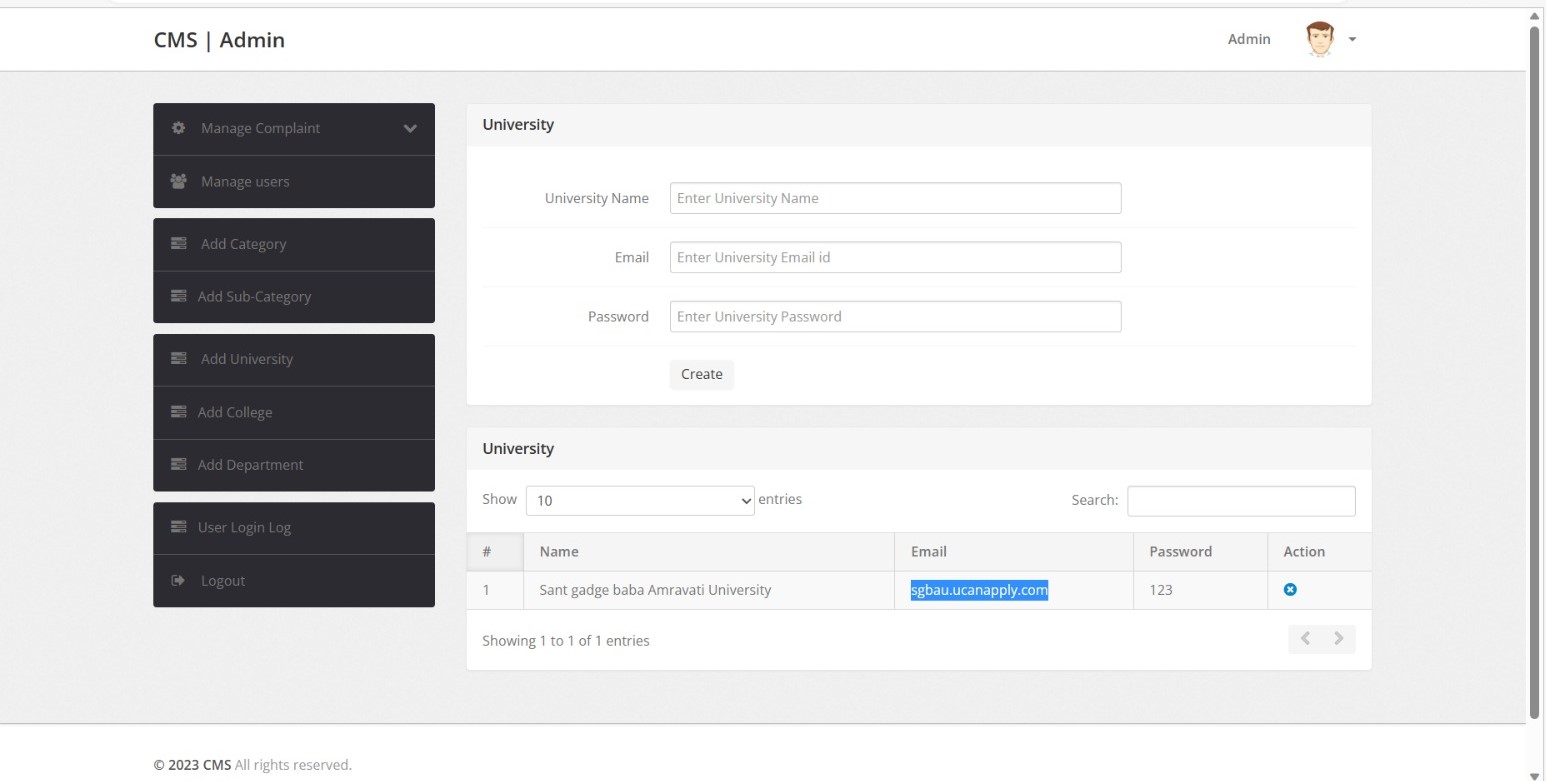 CMS | Admin
Admin
Manage Complaint
Manage users
Add Category
Add Sub-Category
Add University
Add College
Add Department
User Login Log
Logout
University
University Name Enter University Name
Email Enter University Email id
Password Enter University Password
Create
University
Show 10 entries Search:
# Name Email Password Action
1 Sant gadge baba Amravati University sgbau.ucanapply.com 123
Showing 1 to 1 of 1 entries
© 2023 CMS All rights reserved.